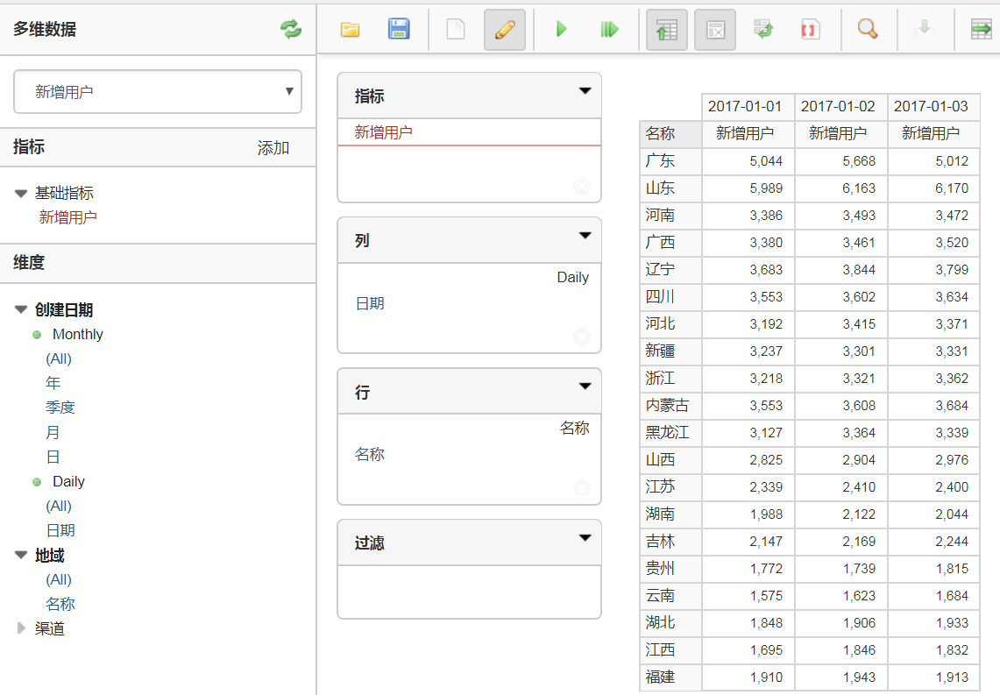 多维数据
新增用户
指标 添加
基础指标
新增用户
维度
创建日期
Monthly
(All)
年
季度
月
日
Daily
(All)
日期
地域
(All)
名称
渠道
指标
新增用户
列
Daily
日期
行
名称
名称
过滤
2017-01-01 2017-01-02 2017-01-03
名称 新增用户 新增用户 新增用户
广东 5,044 5,668 5,012
山东 5,989 6,163 6,170
河南 3,386 3,493 3,472
广西 3,380 3,461 3,520
辽宁 3,683 3,844 3,799
四川 3,553 3,602 3,634
河北 3,192 3,415 3,371
新疆 3,237 3,301 3,331
浙江 3,218 3,321 3,362
内蒙古 3,553 3,608 3,684
黑龙江 3,127 3,364 3,339
山西 2,825 2,904 2,976
江苏 2,339 2,410 2,400
湖南 1,988 2,122 2,044
吉林 2,147 2,169 2,244
贵州 1,772 1,739 1,815
云南 1,575 1,623 1,684
湖北 1,848 1,906 1,933
江西 1,695 1,846 1,832
福建 1,910 1,943 1,913